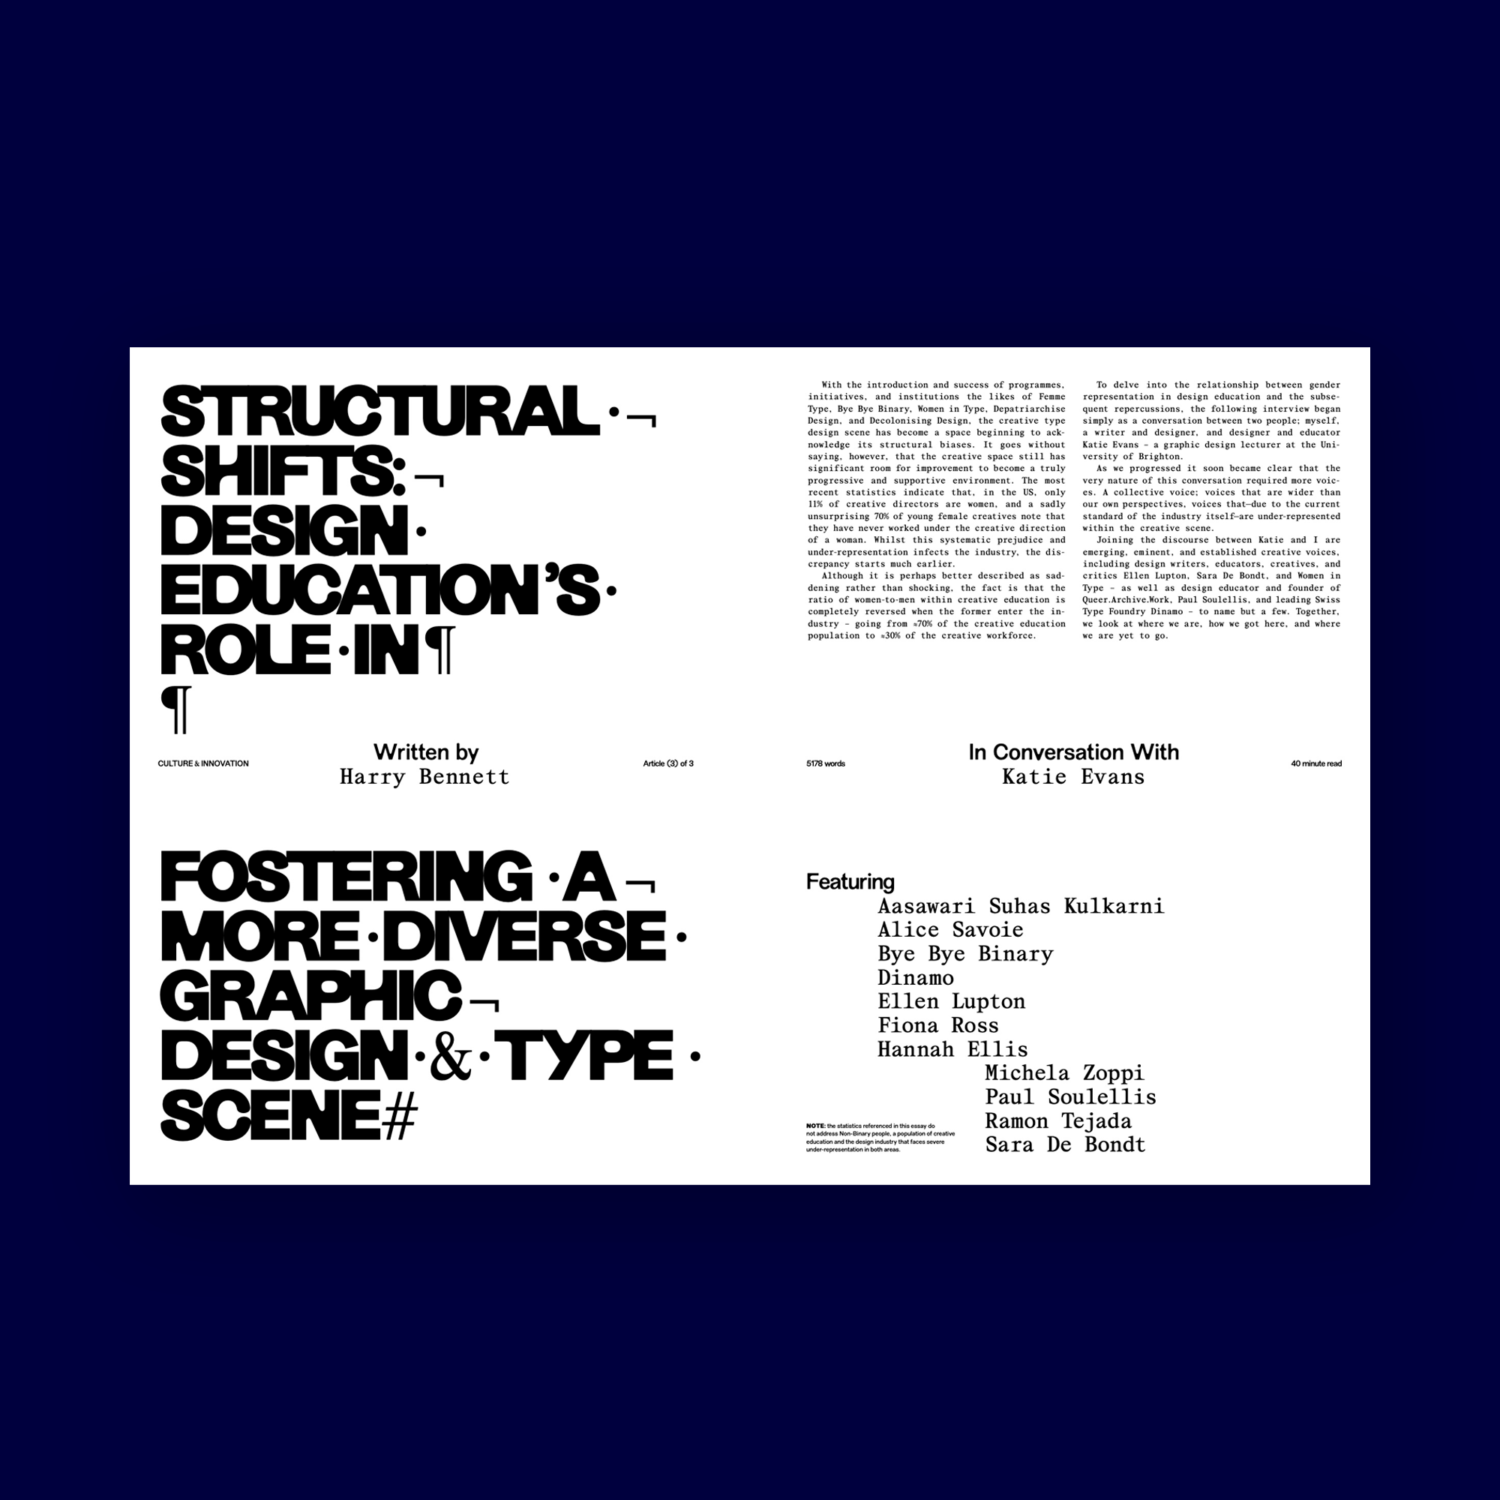 STRUCTURAL·¬
SHIFTS:¬
DESIGN·
EDUCATION’S·
ROLE·IN¶
¶
CULTURE & INNOVATION
Written by
Harry Bennett
Article (3) of 3
FOSTERING·A¬
MORE·DIVERSE·
GRAPHIC¬
DESIGN·&·TYPE·
SCENE#
With the introduction and success of programmes,
initiatives, and institutions the likes of Femme
Type, Bye Bye Binary, Women in Type, Depatriarchise
Design, and Decolonising Design, the creative type
design scene has become a space beginning to ack-
nowledge its structural biases. It goes without
saying, however, that the creative space still has
significant room for improvement to become a truly
progressive and supportive environment. The most
recent statistics indicate that, in the US, only
11% of creative directors are women, and a sadly
unsurprising 70% of young female creatives note that
they have never worked under the creative direction
of a woman. Whilst this systematic prejudice and
under-representation infects the industry, the dis-
crepancy starts much earlier.
Although it is perhaps better described as sad-
dening rather than shocking, the fact is that the
ratio of women-to-men within creative education is
completely reversed when the former enter the in-
dustry – going from ≈70% of the creative education
population to ≈30% of the creative workforce.
To delve into the relationship between gender
representation in design education and the subse-
quent repercussions, the following interview began
simply as a conversation between two people; myself,
a writer and designer, and designer and educator
Katie Evans – a graphic design lecturer at the Uni-
versity of Brighton.
As we progressed it soon became clear that the
very nature of this conversation required more voic-
es. A collective voice; voices that are wider than
our own perspectives, voices that—due to the current
standard of the industry itself—are under-represented
within the creative scene.
Joining the discourse between Katie and I are
emerging, eminent, and established creative voices,
including design writers, educators, creatives, and
critics Ellen Lupton, Sara De Bondt, and Women in
Type – as well as design educator and founder of
Queer.Archive.Work, Paul Soulellis, and leading Swiss
Type Foundry Dinamo – to name but a few. Together,
we look at where we are, how we got here, and where
we are yet to go.
5178 words
In Conversation With
Katie Evans
40 minute read
Featuring
Aasawari Suhas Kulkarni
Alice Savoie
Bye Bye Binary
Dinamo
Ellen Lupton
Fiona Ross
Hannah Ellis
Michela Zoppi
Paul Soulellis
Ramon Tejada
Sara De Bondt
NOTE: the statistics referenced in this essay do
not address Non-Binary people, a population of creative
education and the design industry that faces severe
under-representation in both areas.